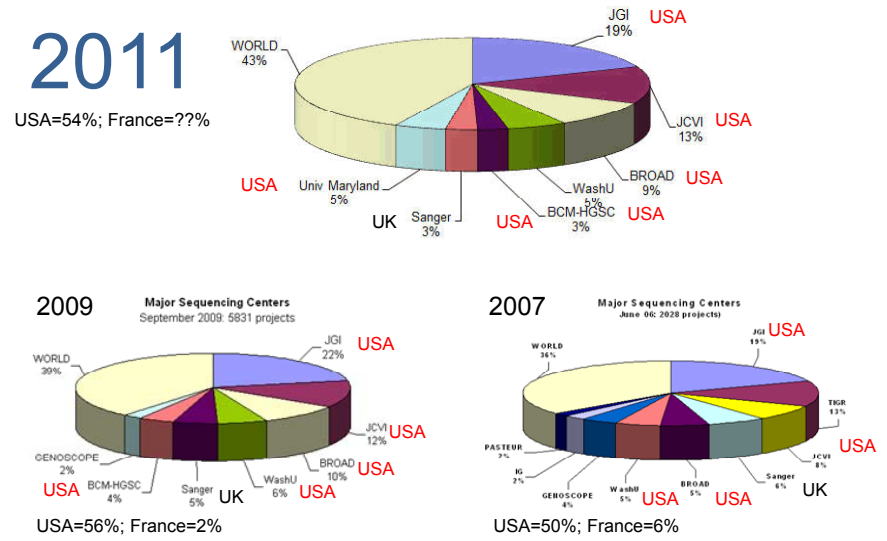 2011
USA=54%; France=??%
JGI
19%
USA
WORLD
43%
JCVI
13%
USA
BROAD
9%
USA
WashU
5%
USA
BCM-HGSC
3%
USA
Sanger
3%
UK
Univ Maryland
5%
USA
2009
Major Sequencing Centers
September 2009: 5831 projects
JGI
22%
USA
WORLD
39%
JCVI
12%
USA
BROAD
10%
USA
WashU
6%
USA
Sanger
5%
UK
BCM-HGSC
4%
USA
GENOSCOPE
2%
USA=56%; France=2%
2007
Major Sequencing Centers
June 06: 2028 projects)
JGI
19%
USA
WORLD
36%
TIGR
13%
USA
JCVI
8%
Sanger
6%
UK
BROAD
5%
USA
WashU
5%
USA
GENOSCOPE
4%
IG
2%
PASTEUR
2%
USA=50%; France=6%